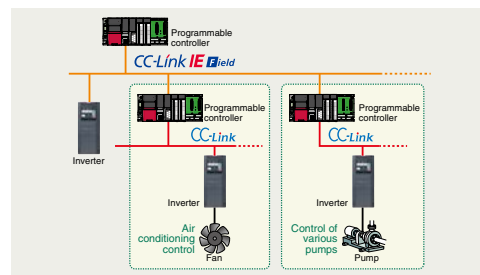 Programmable
controller
CC-Link IE Field
Inverter
Programmable
controller
CC-Link
Inverter
Air
conditioning
control
Fan
Programmable
controller
CC-Link
Inverter
Control of
various
pumps
Pump